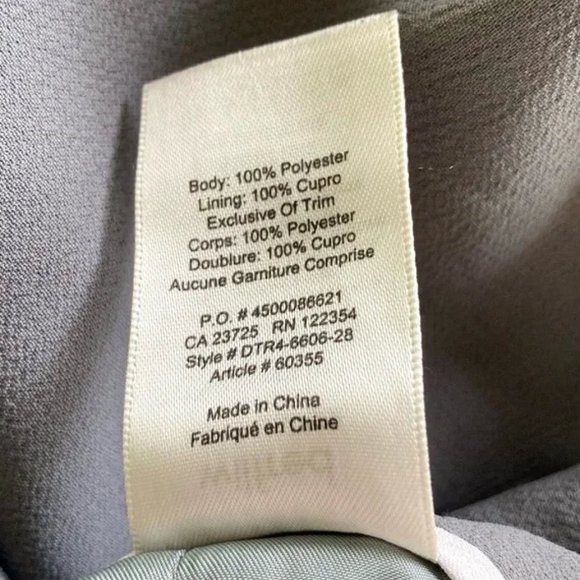 Body: 100% Polyester
Lining: 100% Cupro
Exclusive Of Trim
Corps: 100% Polyester
Doublure: 100% Cupro
Aucune Garniture Comprise
P.O. # 4500086621
CA 23725 RN 122354
Style # DTR4-6606-28
Article # 60355
Made in China
Fabriqué en Chine